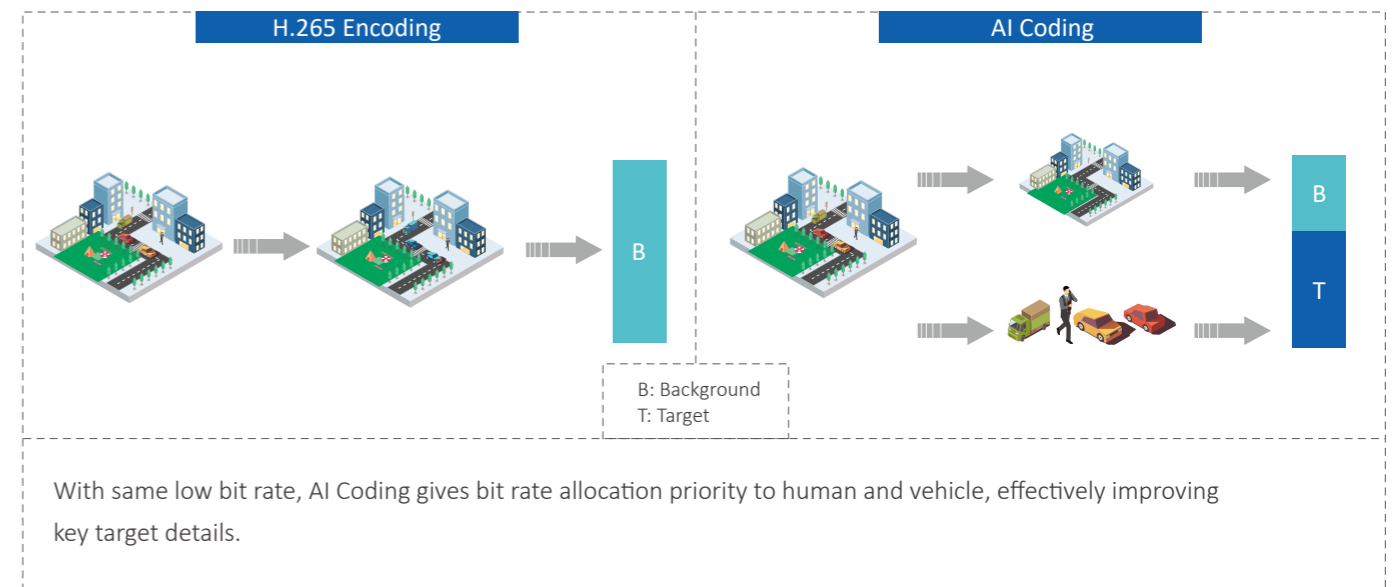 H.265 Encoding
AI Coding
B
B
T
B: Background
T: Target
With same low bit rate, AI Coding gives bit rate allocation priority to human and vehicle, effectively improving
key target details.